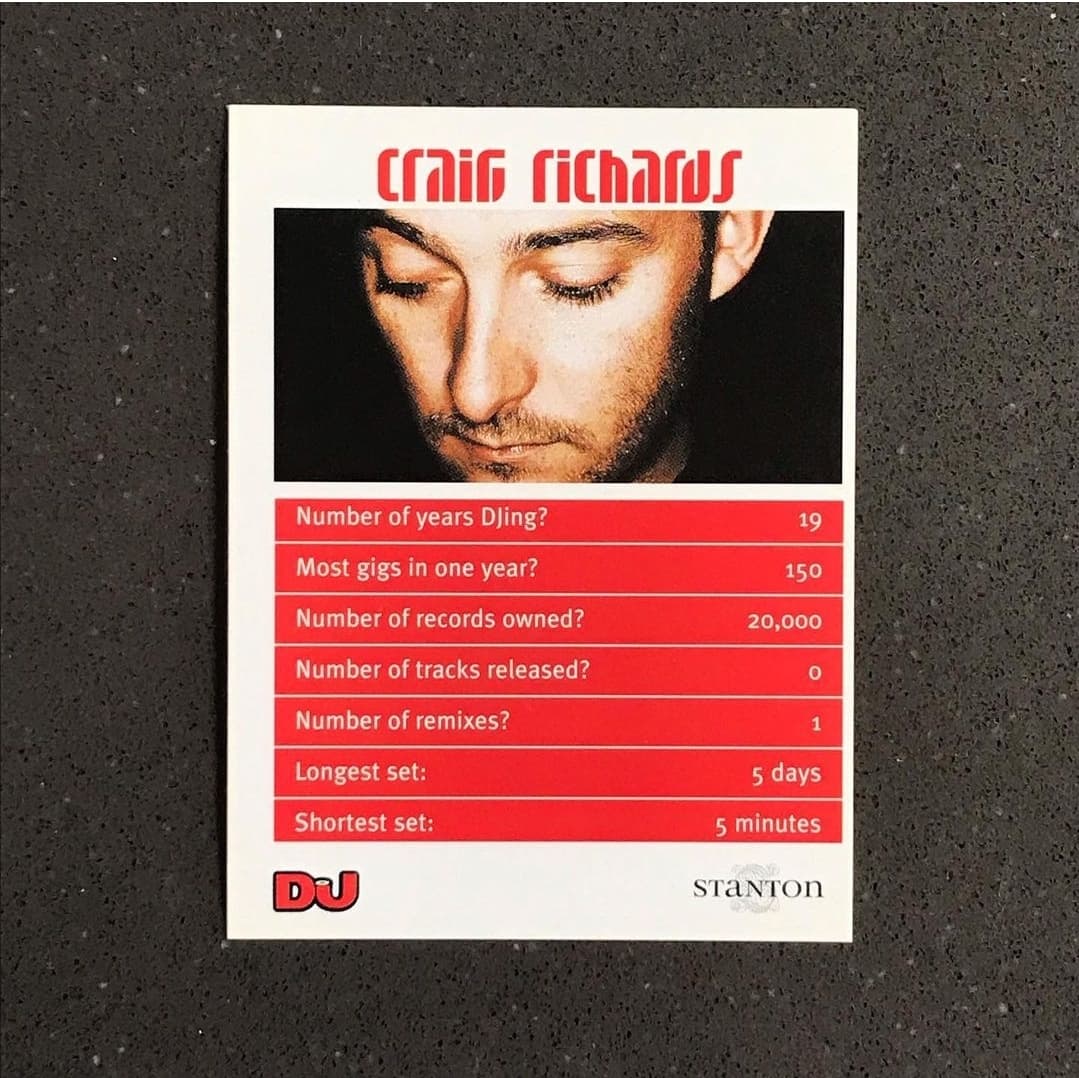 craig richards
Number of years DJing? 19
Most gigs in one year? 150
Number of records owned? 20,000
Number of tracks released? 0
Number of remixes? 1
Longest set: 5 days
Shortest set: 5 minutes
DJ STANTON